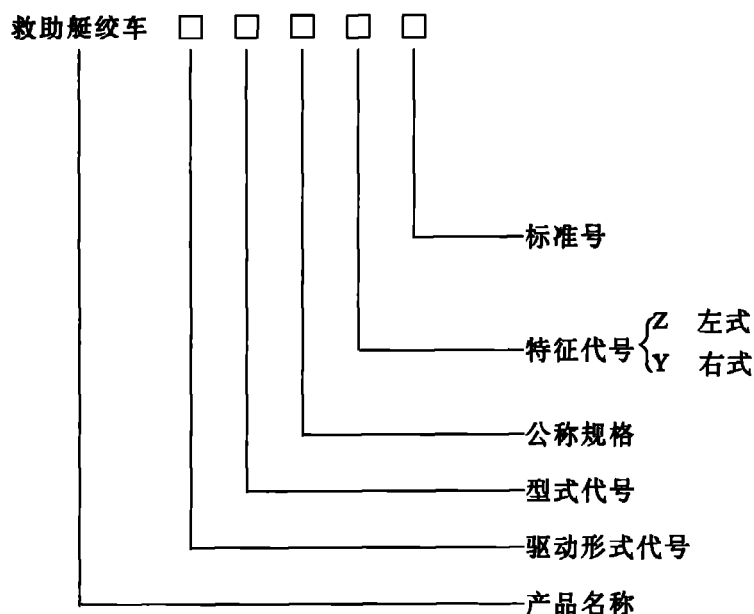 救助艇绞车 □ □ □ □ □
标准号
特征代号 { Z 左式
Y 右式
公称规格
型式代号
驱动形式代号
产品名称